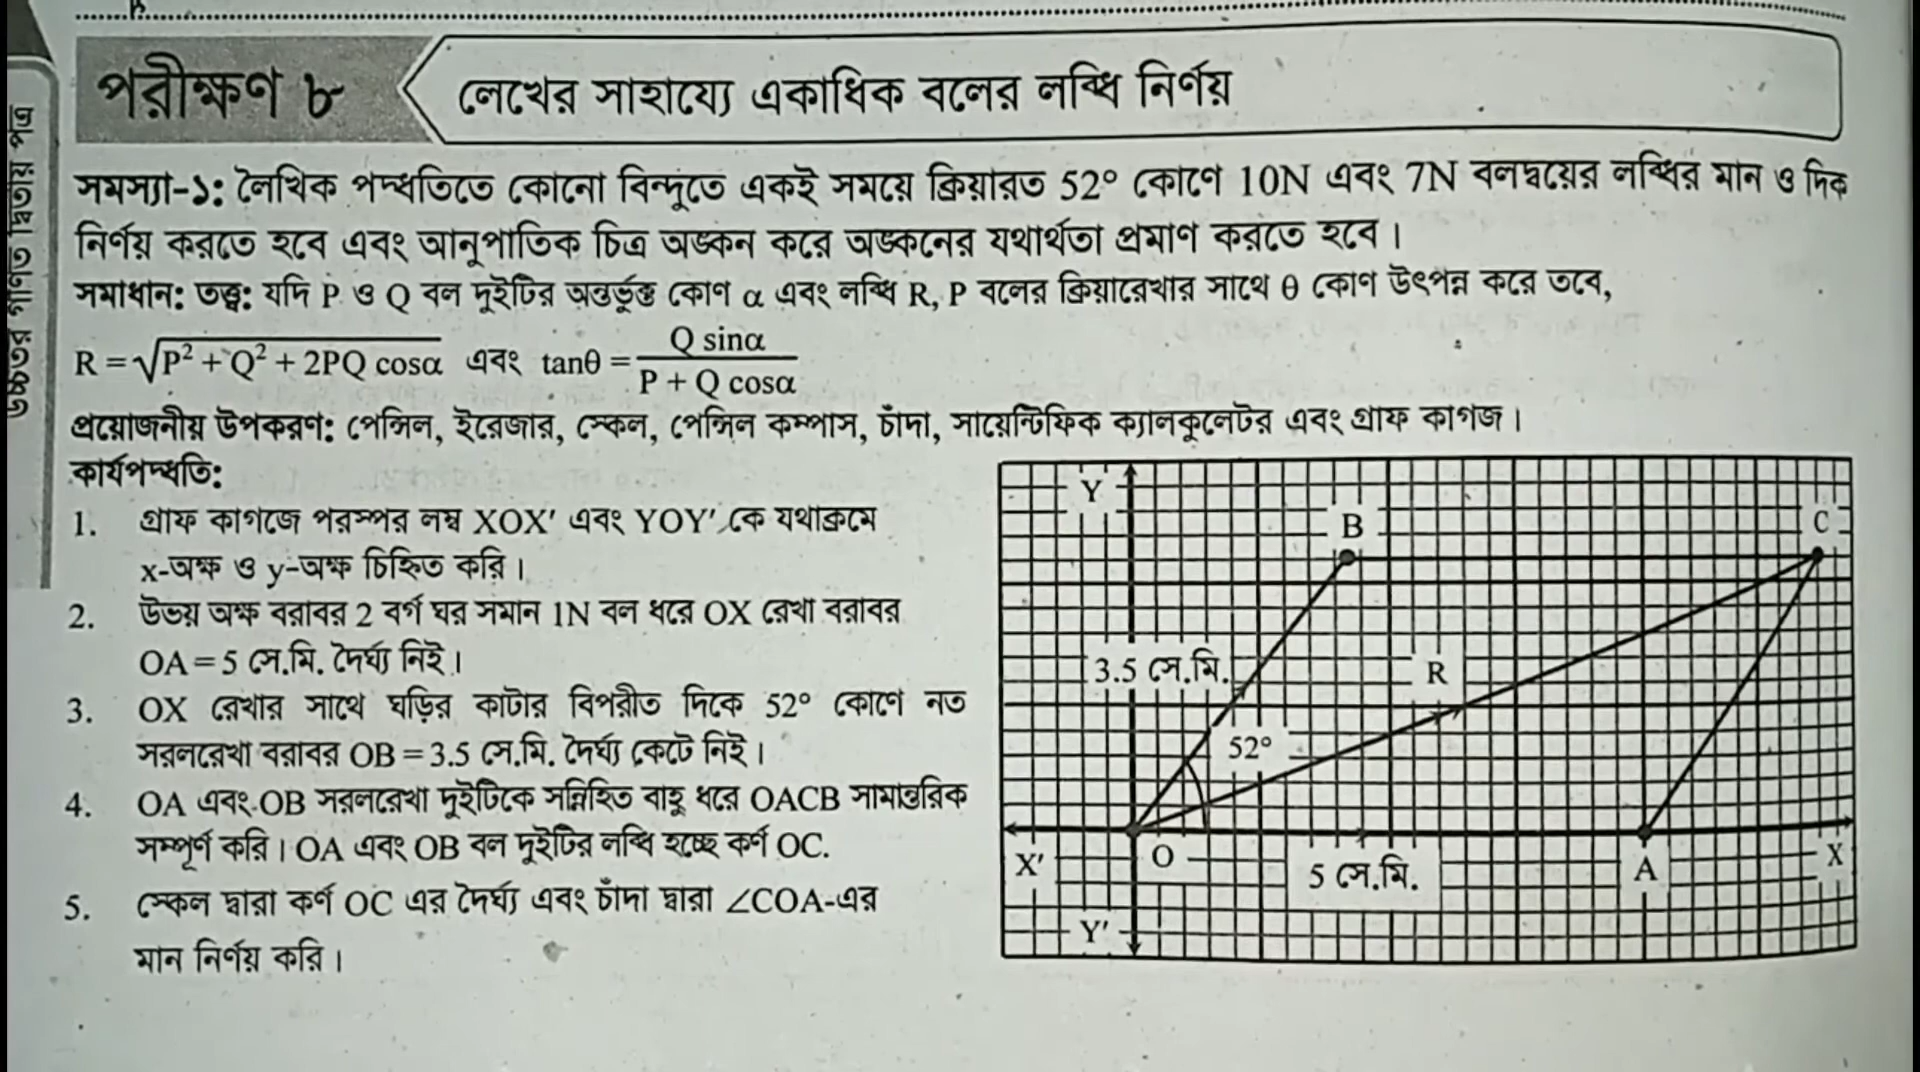 পরীক্ষণ ৮
লেখের সাহায্যে একাধিক বলের লব্ধি নির্ণয়
সমস্যা-১: লৈখিক পদ্ধতিতে কোনো বিন্দুতে একই সময়ে ক্রিয়ারত 52° কোণে 10N এবং 7N বলদ্বয়ের লব্ধির মান ও দিক
নির্ণয় করতে হবে এবং আনুপাতিক চিত্র অঙ্কন করে অঙ্কনের যথার্থতা প্রমাণ করতে হবে।
সমাধান: তত্ত্ব: যদি P ও Q বল দুইটির অন্তর্ভুক্ত কোণ α এবং লব্ধি R, P বলের ক্রিয়ারেখার সাথে θ কোণ উৎপন্ন করে তবে,
R = √P² + Q² + 2PQ cosα এবং tanθ = Q sinα / P + Q cosα
প্রয়োজনীয় উপকরণ: পেন্সিল, ইরেজার, স্কেল, পেন্সিল কম্পাস, চাঁদা, সায়েন্টিফিক ক্যালকুলেটর এবং গ্রাফ কাগজ।
কার্যপদ্ধতি:
1. গ্রাফ কাগজে পরস্পর লম্ব XOX′ এবং YOY′ কে যথাক্রমে
x-অক্ষ ও y-অক্ষ চিহ্নিত করি।
2. উভয় অক্ষ বরাবর 2 বর্গ ঘর সমান 1N বল ধরে OX রেখা বরাবর
OA = 5 সে.মি. দৈর্ঘ্য নিই।
3. OX রেখার সাথে ঘড়ির কাটার বিপরীত দিকে 52° কোণে নত
সরলরেখা বরাবর OB = 3.5 সে.মি. দৈর্ঘ্য কেটে নিই।
4. OA এবং OB সরলরেখা দুইটিকে সন্নিহিত বাহু ধরে OACB সামান্তরিক
সম্পূর্ণ করি। OA এবং OB বল দুইটির লব্ধি হচ্ছে কর্ণ OC.
5. স্কেল দ্বারা কর্ণ OC এর দৈর্ঘ্য এবং চাঁদা দ্বারা ∠COA-এর
মান নির্ণয় করি।
Y
B
C
3.5 সে.মি.
R
52°
X′
O
5 সে.মি.
A
X
Y′
উচ্চতর গণিত দ্বিতীয় পত্র